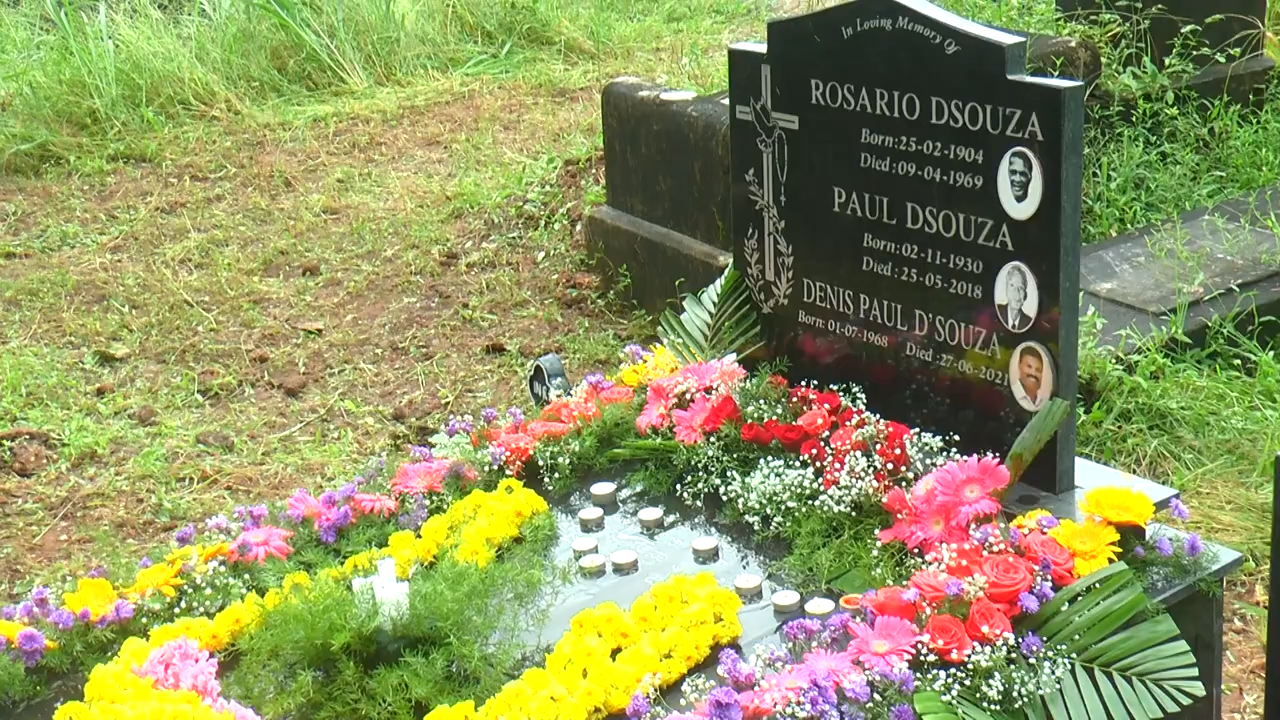 In Loving Memory Of
ROSARIO DSOUZA
Born:25-02-1904
Died:09-04-1969
PAUL DSOUZA
Born:02-11-1930
Died:25-05-2018
DENIS PAUL D'SOUZA
Born: 01-07-1968 Died:27-06-2021